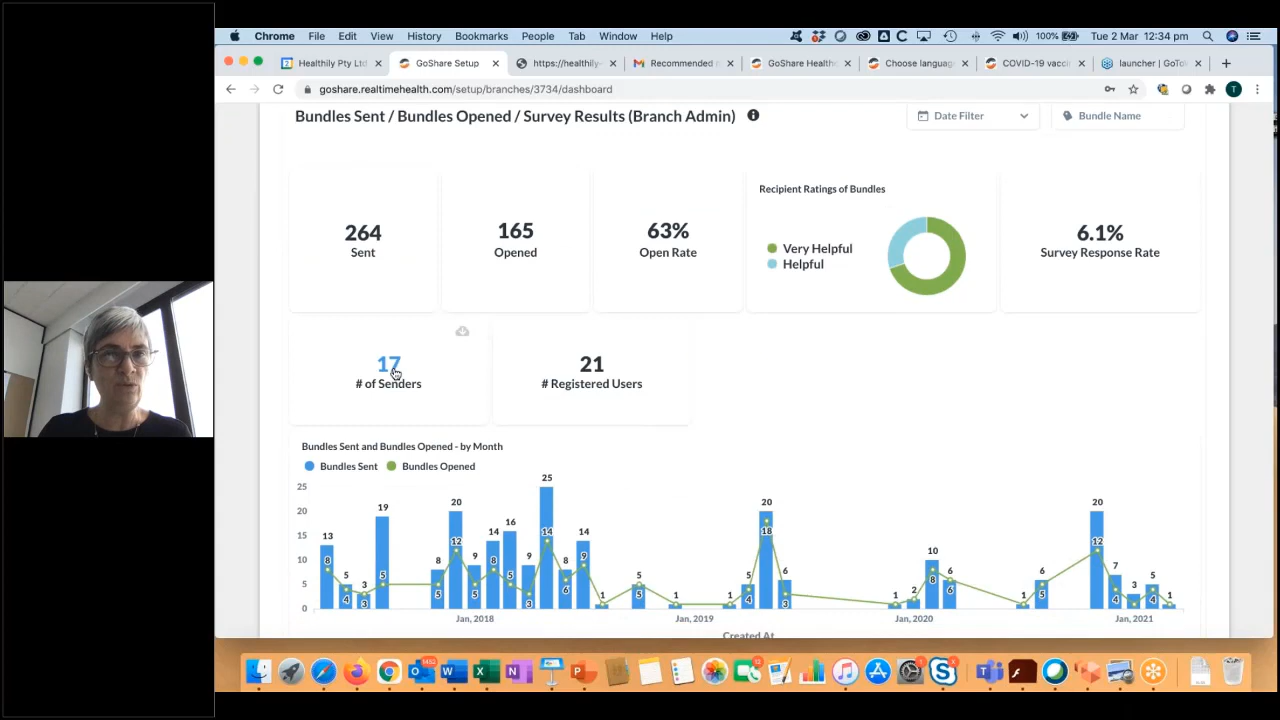 Chrome File Edit View History Bookmarks People Tab Window Help 100% Tue 2 Mar 12:34 pm
Healthily Pty Ltd GoShare Setup https://healthily- Recommended GoShare Health Choose languag COVID-19 vacci launcher | GoTo
goshare.realtimehealth.com/setup/branches/3734/dashboard T
Bundles Sent / Bundles Opened / Survey Results (Branch Admin) Date Filter Bundle Name
Recipient Ratings of Bundles
264 165 63% Very Helpful 6.1%
Sent Opened Open Rate Helpful Survey Response Rate
17 21
# of Senders # Registered Users
Bundles Sent and Bundles Opened - by Month
Bundles Sent Bundles Opened
25
20
15
10
5
0
13 5 3 19 8 20 9 14 16 9 25 8 14 1 5 1 1 5 20 6 1 2 10 6 1 6 20 7 3 5 1
8 4 3 5 5 12 5 8 5 3 14 6 9 5 4 18 3 8 6 5 12 4 1 4
Jan, 2018 Jan, 2019 Jan, 2020 Jan, 2021
Created At